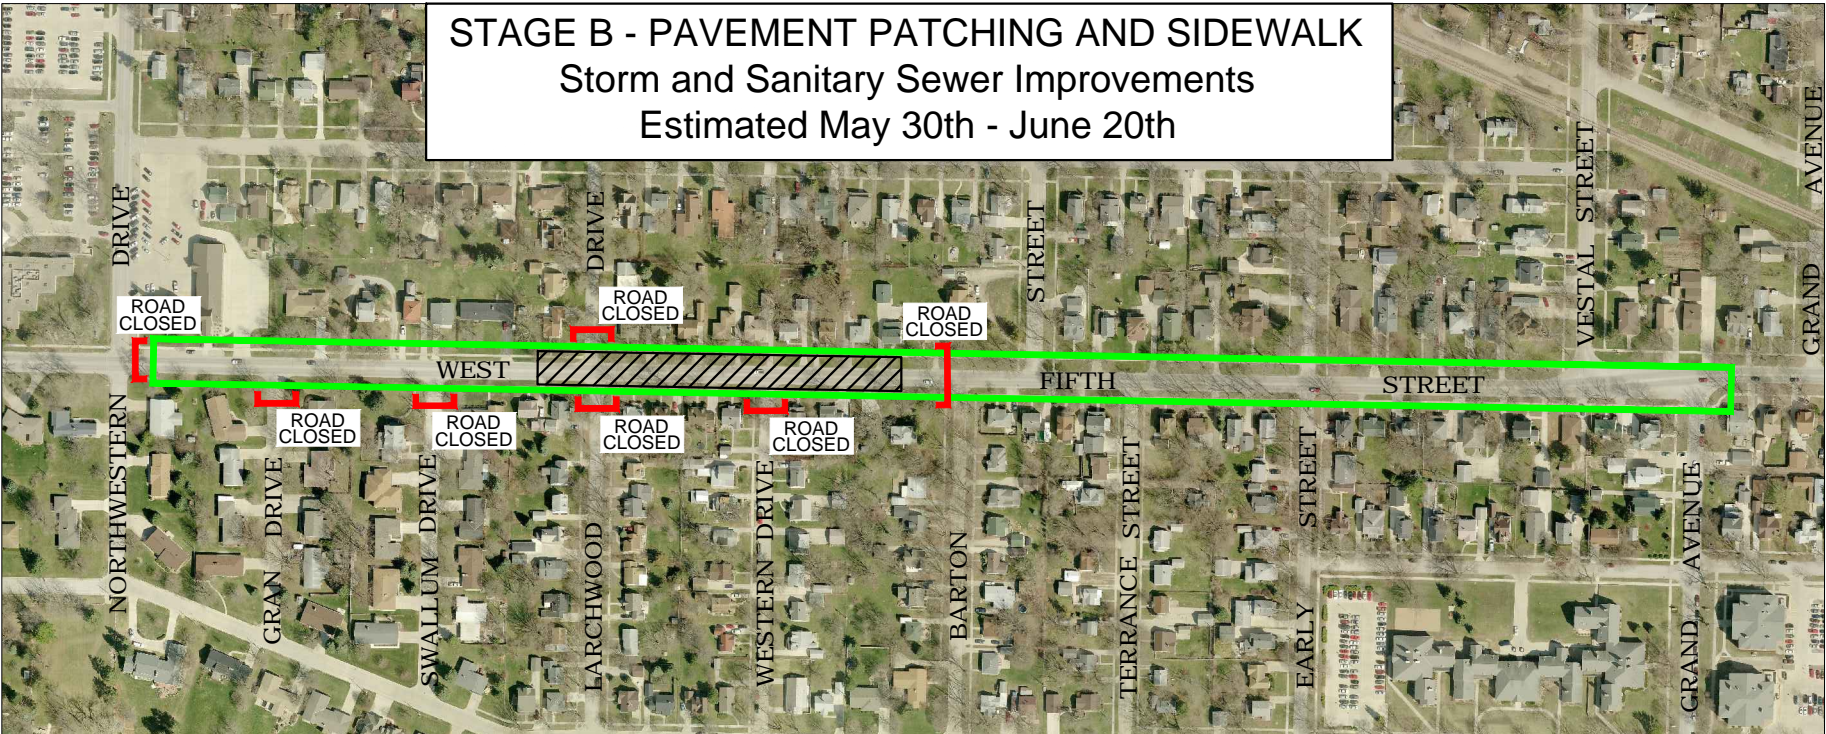 STAGE B - PAVEMENT PATCHING AND SIDEWALK
Storm and Sanitary Sewer Improvements
Estimated May 30th - June 20th
DRIVE
DRIVE
STREET
VESTAL STREET
GRAND AVENUE
ROAD
CLOSED
ROAD
CLOSED
ROAD
CLOSED
WEST FIFTH STREET
ROAD
CLOSED
ROAD
CLOSED
ROAD
CLOSED
ROAD
CLOSED
NORTHWESTERN
GRAN DRIVE
SWALLUM DRIVE
LARCHWOOD
WESTERN DRIVE
BARTON
TERRANCE STREET
EARLY STREET
GRAND AVENUE